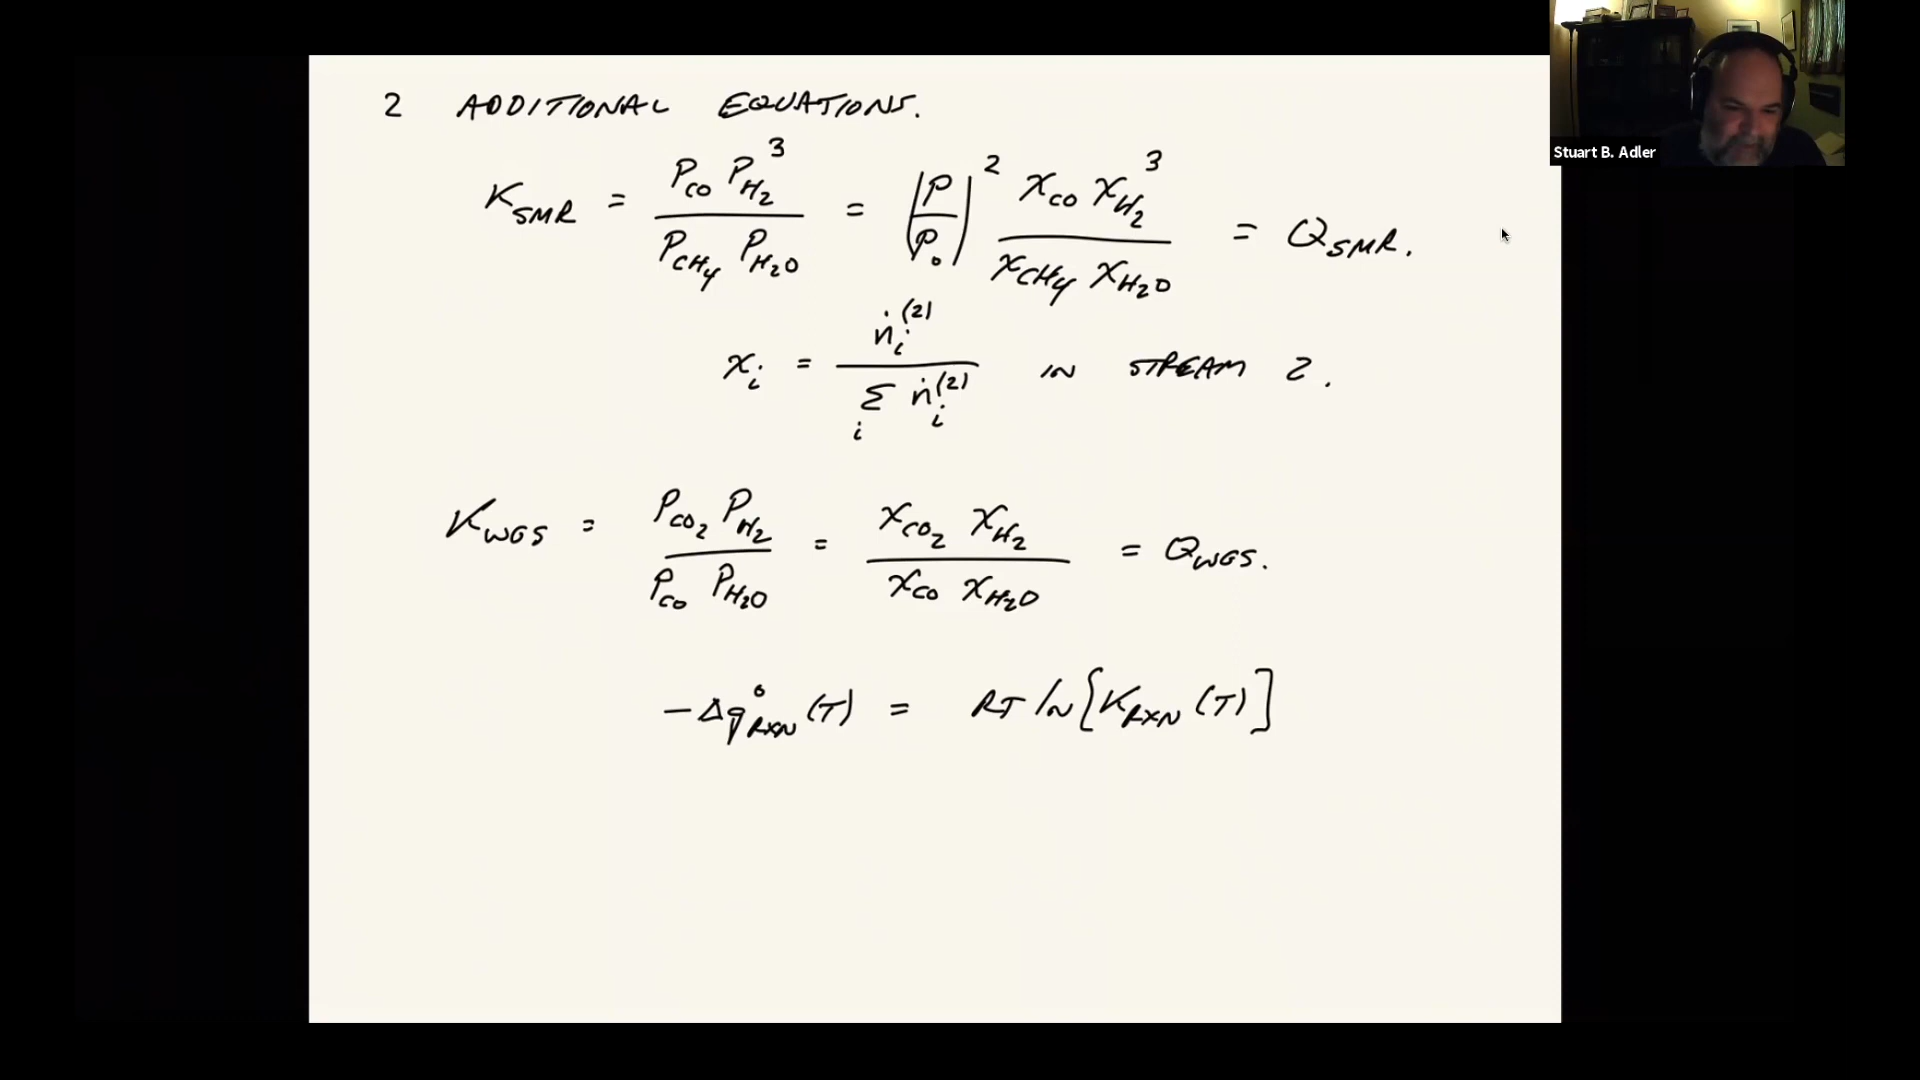 2 ADDITIONAL EQUATIONS.
Stuart B. Adler
K_SMR = P_CO P_H2^3 / P_CH4 P_H2O = (P/P_0)^2 x_CO x_H2^3 / x_CH4 x_H2O = Q_SMR.
x_i = ṅ_i^(2) / Σ_i ṅ_i^(2) IN STREAM 2.
K_WGS = P_CO2 P_H2 / P_CO P_H2O = x_CO2 x_H2 / x_CO x_H2O = Q_WGS.
-Δg°_RXN (T) = RT ln[K_RXN (T)]